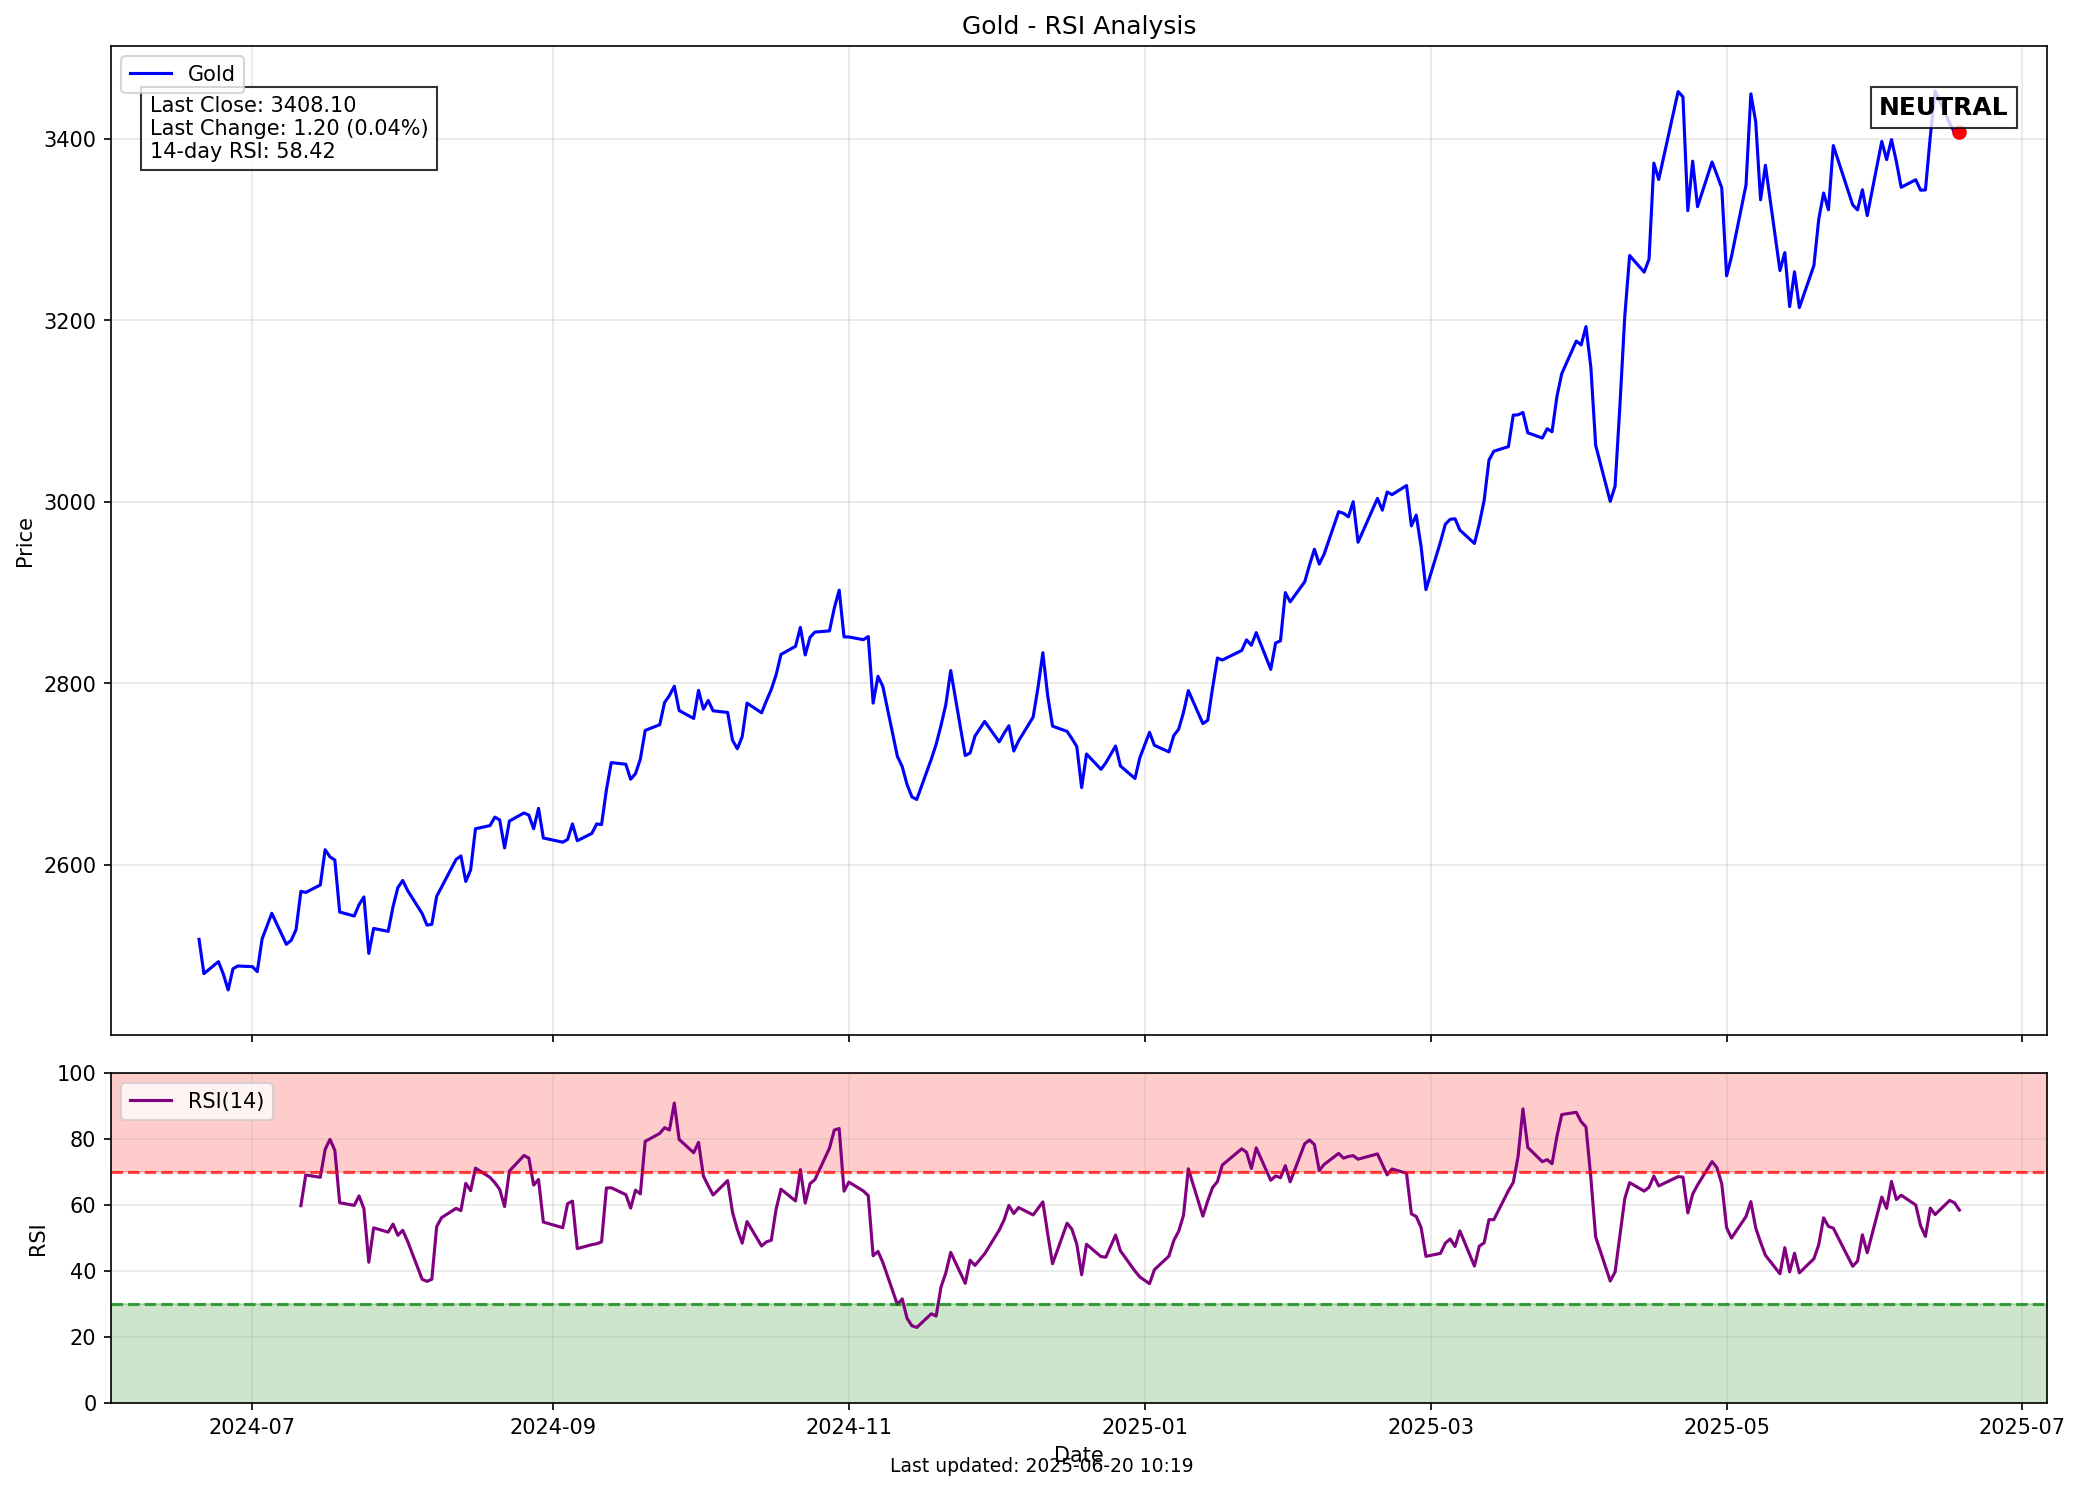 Gold - RSI Analysis
Gold
Last Close: 3408.10
Last Change: 1.20 (0.04%)
14-day RSI: 58.42
NEUTRAL
3400
3200
3000
2800
2600
Price
RSI(14)
100
80
60
40
20
0
RSI
2024-07
2024-09
2024-11
2025-01
2025-03
2025-05
2025-07
Date
Last updated: 2025-06-20 10:19